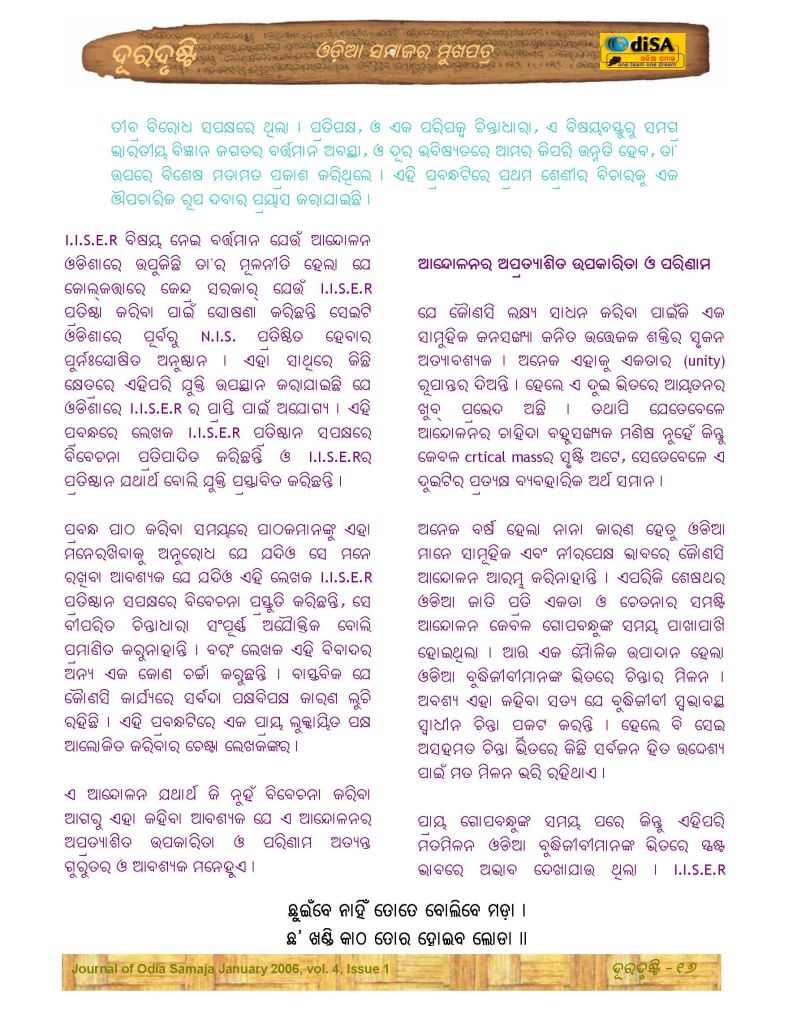 ଦୂରଦୃଷ୍ଟି
ଓଡ଼ିଆ ସମାଜର ମୁଖପତ୍ର
diSA
ଓଡିଆ ସମାଜ
one team one dream
ତୀବ୍ର ବିରୋଧ ସପକ୍ଷରେ ଥିଲା । ପ୍ରତିପକ୍ଷ, ଓ ଏକ ପରିପକ୍ୱ ଚିନ୍ତାଧାରା, ଏ ବିଷୟବସ୍ତୁରୁ ସମଗ୍ର
ଭାରତୀୟ ବିଜ୍ଞାନ ଜଗତର ବର୍ତ୍ତମାନ ଅବସ୍ଥା, ଓ ଦୂର ଭବିଷ୍ୟତରେ ଆମର କିପରି ଉନ୍ନତି ହେବ, ତା'
ଉପରେ ବିଶେଷ ମତାମତ ପ୍ରକାଶ କରିଥିଲେ । ଏହି ପ୍ରବନ୍ଧଟିରେ ପ୍ରଥମ ଶ୍ରେଣୀର ବିଚାରକୁ ଏକ
ଔପଚାରିକ ରୂପ ଦବାର ପ୍ରୟାସ କରାଯାଇଛି ।
I.I.S.E.R ବିଷୟ ନେଇ ବର୍ତ୍ତମାନ ଯେଉଁ ଆନ୍ଦୋଳନ
ଓଡିଶାରେ ଉପୁଜିଛି ତା'ର ମୂଳନୀତି ହେଲା ଯେ
କୋଲ୍‌କତ୍ତାରେ କେନ୍ଦ୍ର ସରକାର୍ ଯେଉଁ I.I.S.E.R
ପ୍ରତିଷ୍ଠା କରିବା ପାଇଁ ଘୋଷଣା କରିଛନ୍ତି ସେଇଟି
ଓଡିଶାରେ ପୂର୍ବରୁ N.I.S. ପ୍ରତିଷ୍ଠିତ ହେବାର
ପୁର୍ନଃଘୋଷିତ ଅନୁଷ୍ଠାନ । ଏହା ସାଥିରେ କିଛି
କ୍ଷେତ୍ରରେ ଏହିପରି ଯୁକ୍ତି ଉପସ୍ଥାନ କରାଯାଇଛି ଯେ
ଓଡିଶାରେ I.I.S.E.R ର ପ୍ରାପ୍ତି ପାଇଁ ଅଯୋଗ୍ୟ । ଏହି
ପ୍ରବନ୍ଧରେ ଲେଖକ I.I.S.E.R ପ୍ରତିଷ୍ଠାନ ସପକ୍ଷରେ
ବିବେଚନା ପ୍ରତିପାଦିତ କରିଛନ୍ତି ଓ I.I.S.E.Rର
ପ୍ରତିଷ୍ଠାନ ଯଥାର୍ଥ ବୋଲି ଯୁକ୍ତି ପ୍ରସ୍ତାବିତ କରିଛନ୍ତି ।
ପ୍ରବନ୍ଧ ପାଠ କରିବା ସମୟରେ ପାଠକମାନଙ୍କୁ ଏହା
ମନେରଖିବାକୁ ଅନୁରୋଧ ଯେ ଯଦିଓ ସେ ମନେ
ରଖିବା ଆବଶ୍ୟକ ଯେ ଯଦିଓ ଏହି ଲେଖକ I.I.S.E.R
ପ୍ରତିଷ୍ଠାନ ସପକ୍ଷରେ ବିବେଚନା ପ୍ରସ୍ତୁତି କରିଛନ୍ତି, ସେ
ବୀପରିତ ଚିନ୍ତାଧାରା ସଂପୂର୍ଣ୍ଣ ଅଯୌକ୍ତିକ ବୋଲି
ପ୍ରମାଣିତ କରୁନାହାନ୍ତି । ବରଂ ଲେଖକ ଏହି ବିବାଦର
ଅନ୍ୟ ଏକ କୋଣ ଚର୍ଚ୍ଚା କରୁଛନ୍ତି । ବାସ୍ତବିକ ଯେ
କୌଣସି କାର୍ଯ୍ୟରେ ସର୍ବଦା ପକ୍ଷବିପକ୍ଷ କାରଣ ଲୁଚି
ରହିଛି । ଏହି ପ୍ରବନ୍ଧଟିରେ ଏକ ପ୍ରାୟ ଲୁକ୍କାୟିତ ପକ୍ଷ
ଆଲୋକିତ କରିବାର ଚେଷ୍ଟା ଲେଖକଙ୍କର ।
ଏ ଆନ୍ଦୋଳନ ଯଥାର୍ଥ କି ନୁହଁ ବିବେଚନା କରିବା
ଆଗରୁ ଏହା କହିବା ଆବଶ୍ୟକ ଯେ ଏ ଆନ୍ଦୋଳନର
ଅପ୍ରତ୍ୟାଶିତ ଉପକାରିତା ଓ ପରିଣାମ ଅତ୍ୟନ୍ତ
ଗୁରୁତର ଓ ଆବଶ୍ୟକ ମନେହୁଏ ।
ଆନ୍ଦୋଳନର ଅପ୍ରତ୍ୟାଶିତ ଉପକାରିତା ଓ ପରିଣାମ
ଯେ କୌଣସି ଲକ୍ଷ୍ୟ ସାଧନ କରିବା ପାଇଁକି ଏକ
ସାମୁହିକ ଜନସଙ୍ଖ୍ୟା ଜନିତ ଉତ୍ତେଜକ ଶକ୍ତିର ସୃଜନ
ଅତ୍ୟାବଶ୍ୟକ । ଅନେକ ଏହାକୁ ଏକତାର (unity)
ରୂପାନ୍ତର ଦିଅନ୍ତି । ହେଲେ ଏ ଦୁଇ ଭିତରେ ଆୟତନର
ଖୁବ୍ ପ୍ରଭେଦ ଅଛି । ତଥାପି ଯେତେବେଳେ
ଆନ୍ଦୋଳନର ଚାହିଦା ବହୁସଖ୍ୟକ ମଣିଷ ନୁହେଁ କିନ୍ତୁ
କେବଳ crtical massର ସୃଷ୍ଟି ଅଟେ, ସେତେବେଳେ ଏ
ଦୁଇଟିର ପ୍ରତ୍ୟକ୍ଷ ବ୍ୟବହାରିକ ଅର୍ଥ ସମାନ ।
ଅନେକ ବର୍ଷ ହେଲା ନାନା କାରଣ ହେତୁ ଓଡିଆ
ମାନେ ସାମୂହିକ ଏବଂ ନୀରପେକ୍ଷ ଭାବରେ କୌଣସି
ଆନ୍ଦୋଳନ ଆରମ୍ଭ କରିନାହାନ୍ତି । ଏପରିକି ଶେଷଥର
ଓଡିଆ ଜାତି ପ୍ରତି ଏକତା ଓ ଚେତନାର ସମଷ୍ଟି
ଆନ୍ଦୋଳନ କେବଳ ଗୋପବନ୍ଧୁଙ୍କ ସମୟ ପାଖାପାଖି
ହୋଇଥିଲା । ଆଉ ଏକ ମୌଳିକ ଉପାଦାନ ହେଲା
ଓଡିଆ ବୁଦ୍ଧିଜୀବୀମାନଙ୍କ ଭିତରେ ଚିନ୍ତାର ମିଳନ ।
ଅବଶ୍ୟ ଏହା କହିବା ସତ୍ୟ ଯେ ବୁଦ୍ଧିଜୀବୀ ସ୍ୱଭାବସ୍ଥ
ସ୍ୱାଧୀନ ଚିନ୍ତା ପ୍ରକଟ କରନ୍ତି । ହେଲେ ବି ସେଇ
ଅସହମତ ଚିନ୍ତା ଭିତରେ କିଛି ସର୍ବଜନ ହିତ ଉଦ୍ଦେଶ୍ୟ
ପାଇଁ ମତ ମିଳନ ଭରି ରହିଥାଏ ।
ପ୍ରାୟ ଗୋପବନ୍ଧୁଙ୍କ ସମୟ ପରେ କିନ୍ତୁ ଏହିପରି
ମତମିଳନ ଓଡିଆ ବୁଦ୍ଧିଜୀବୀମାନଙ୍କ ଭିତରେ ସ୍ପଷ୍ଟ
ଭାବରେ ଅଭାବ ଦେଖାଯାଉ ଥିଲା । I.I.S.E.R
ଛୁଇଁବେ ନାହିଁ ତୋତେ ବୋଲିବେ ମଡ଼ା ।
ଛ' ଖଣ୍ଡି କାଠ ତୋର ହୋଇବ ଲୋଡା ॥
Journal of Odia Samaja January 2006, vol. 4, Issue 1
ଦୂରଦୃଷ୍ଟି - ୧୬